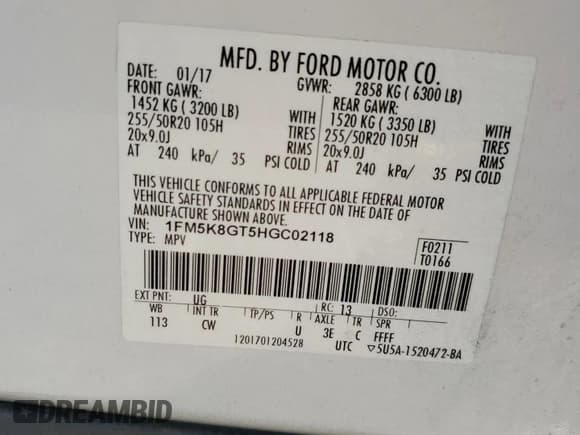 MFD. BY FORD MOTOR CO.
DATE: 01/17 GVWR: 2858 KG ( 6300 LB)
FRONT GAWR: REAR GAWR:
1452 KG ( 3200 LB) WITH 1520 KG ( 3350 LB) WITH
255/50R20 105H TIRES 255/50R20 105H TIRES
20x9.0J RIMS 20x9.0J RIMS
AT 240 kPa/ 35 PSI COLD AT 240 kPa/ 35 PSI COLD
THIS VEHICLE CONFORMS TO ALL APPLICABLE FEDERAL MOTOR
VEHICLE SAFETY STANDARDS IN EFFECT ON THE DATE OF
MANUFACTURE SHOWN ABOVE.
VIN: 1FM5K8GT5HGC02118
TYPE: MPV
F0211
T0166
EXT PNT: UG RC: 13 DSO:
WB INT TR TP/PS R AXLE TR SPR
113 CW U 3E C FFFF
1201701204528 UTC ▽5U5A-1520472-BA
DREAMBID